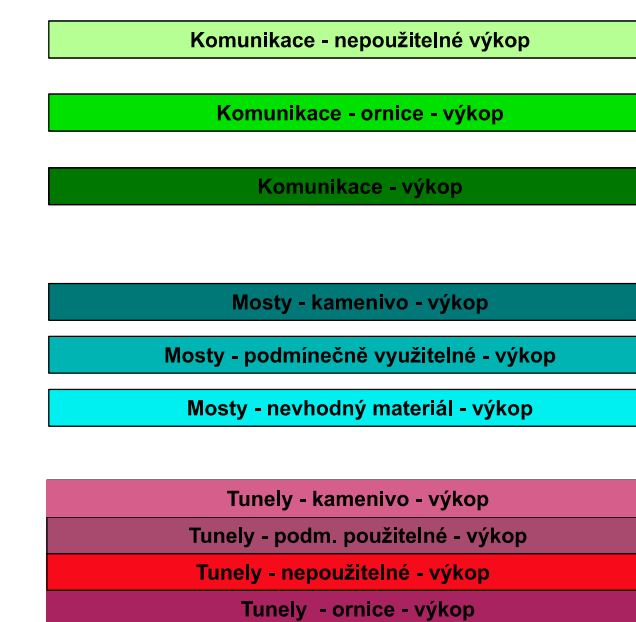 Komunikace - nepoužitelné výkop
Komunikace - ornice - výkop
Komunikace - výkop
Mosty - kamenivo - výkop
Mosty - podmínečně využitelné - výkop
Mosty - nevhodný materiál - výkop
Tunely - kamenivo - výkop
Tunely - podm. použitelné - výkop
Tunely - nepoužitelné - výkop
Tunely - ornice - výkop